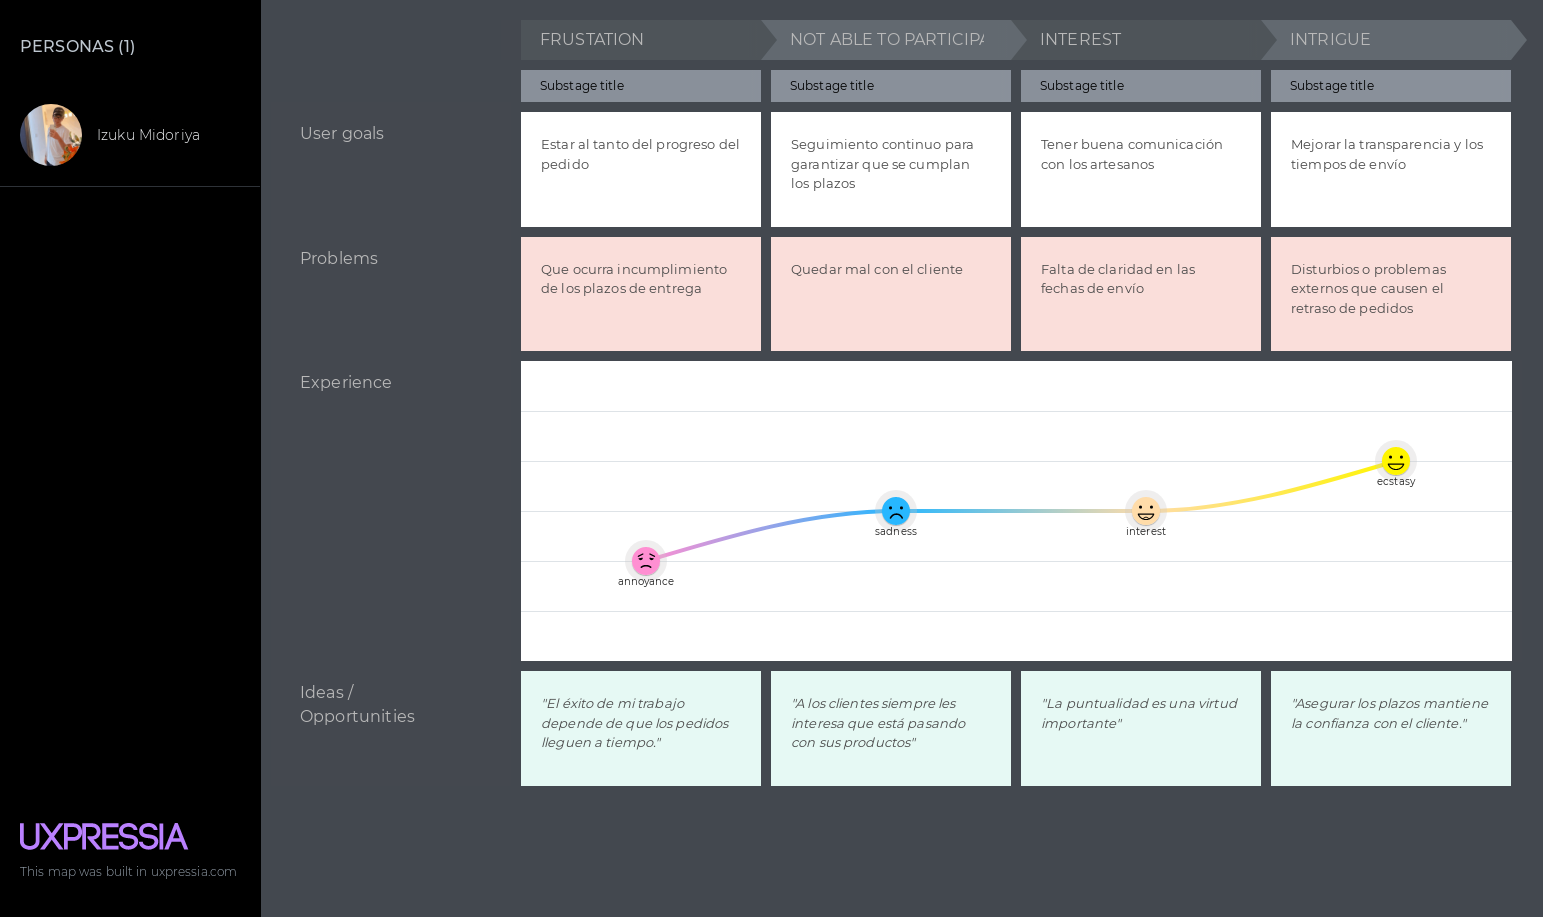 PERSONAS (1)
Izuku Midoriya
FRUSTATION
NOT ABLE TO PARTICIPA
INTEREST
INTRIGUE
Substage title
Substage title
Substage title
Substage title
User goals
Estar al tanto del progreso del
pedido
Seguimiento continuo para
garantizar que se cumplan
los plazos
Tener buena comunicación
con los artesanos
Mejorar la transparencia y los
tiempos de envío
Problems
Que ocurra incumplimiento
de los plazos de entrega
Quedar mal con el cliente
Falta de claridad en las
fechas de envío
Disturbios o problemas
externos que causen el
retraso de pedidos
Experience
annoyance
sadness
interest
ecstasy
Ideas /
Opportunities
"El éxito de mi trabajo
depende de que los pedidos
lleguen a tiempo."
"A los clientes siempre les
interesa que está pasando
con sus productos"
"La puntualidad es una virtud
importante"
"Asegurar los plazos mantiene
la confianza con el cliente."
UXPRESSIA
This map was built in uxpressia.com